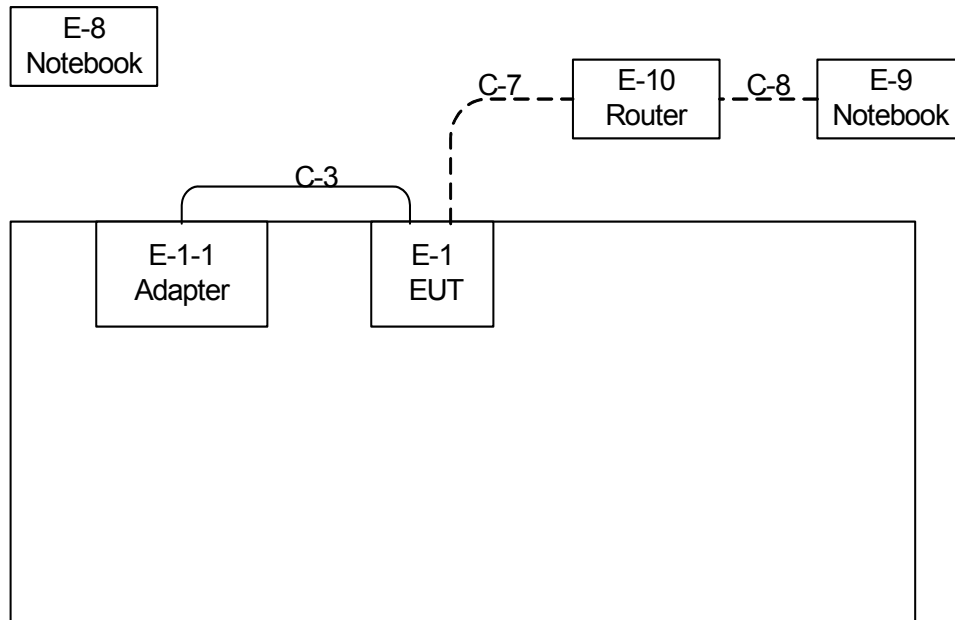 E-8
Notebook
C-7
E-10
Router
C-8
E-9
Notebook
C-3
E-1-1
Adapter
E-1
EUT